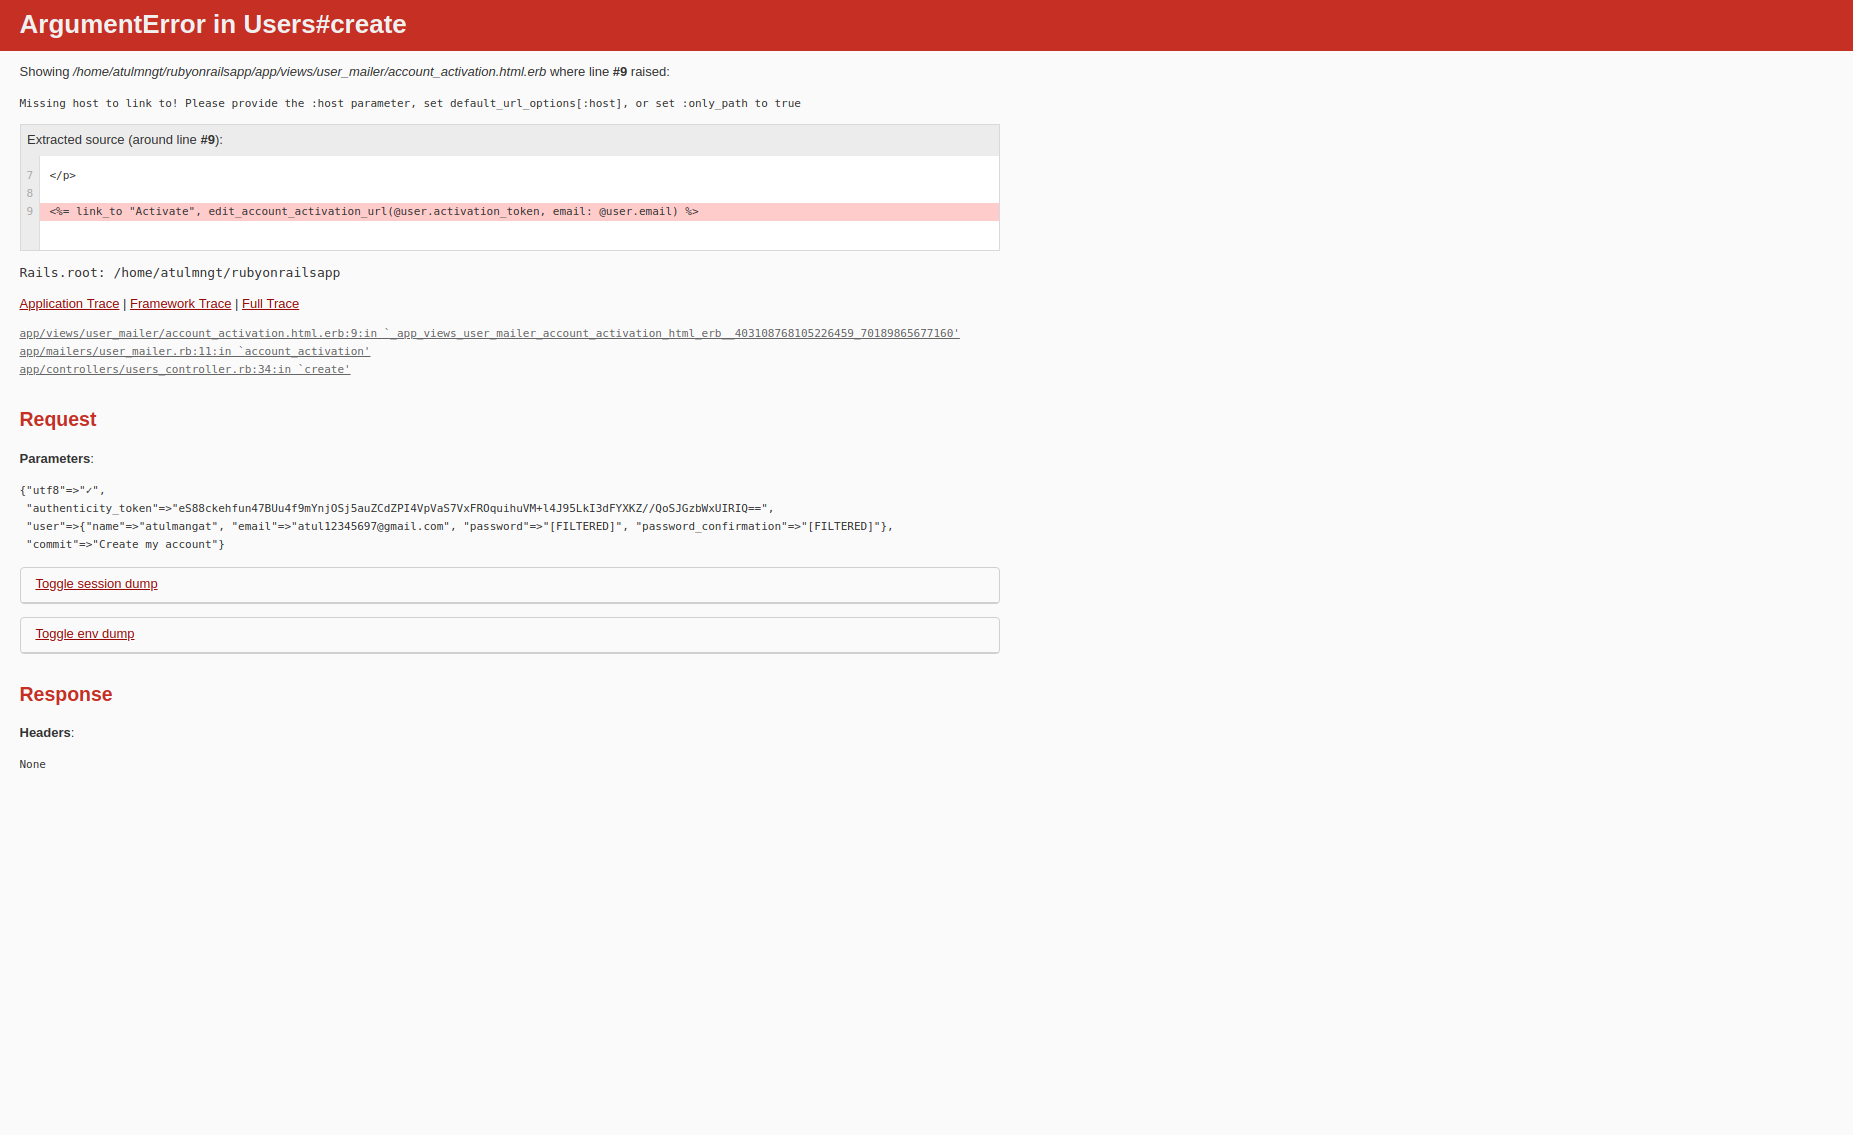 ArgumentError in Users#create
Showing /home/atulmngt/rubyonrailsapp/app/views/user_mailer/account_activation.html.erb where line #9 raised:
Missing host to link to! Please provide the :host parameter, set default_url_options[:host], or set :only_path to true
Extracted source (around line #9):
7 </p>
8
9 <%= link_to "Activate", edit_account_activation_url(@user.activation_token, email: @user.email) %>
Rails.root: /home/atulmngt/rubyonrailsapp
Application Trace | Framework Trace | Full Trace
app/views/user_mailer/account_activation.html.erb:9:in `_app_views_user_mailer_account_activation_html_erb__403108768105226459_70189865677160'
app/mailers/user_mailer.rb:11:in `account_activation'
app/controllers/users_controller.rb:34:in `create'
Request
Parameters:
{"utf8"=>"✓",
"authenticity_token"=>"eS88ckehfun47BUu4f9mYnjOSj5auZCdZPI4VpVaS7VxFROquihuVM+l4J95LkI3dFYXKZ//QoSJGzbWxUIRIQ==",
"user"=>{"name"=>"atulmangat", "email"=>"atul12345697@gmail.com", "password"=>"[FILTERED]", "password_confirmation"=>"[FILTERED]"},
"commit"=>"Create my account"}
Toggle session dump
Toggle env dump
Response
Headers:
None